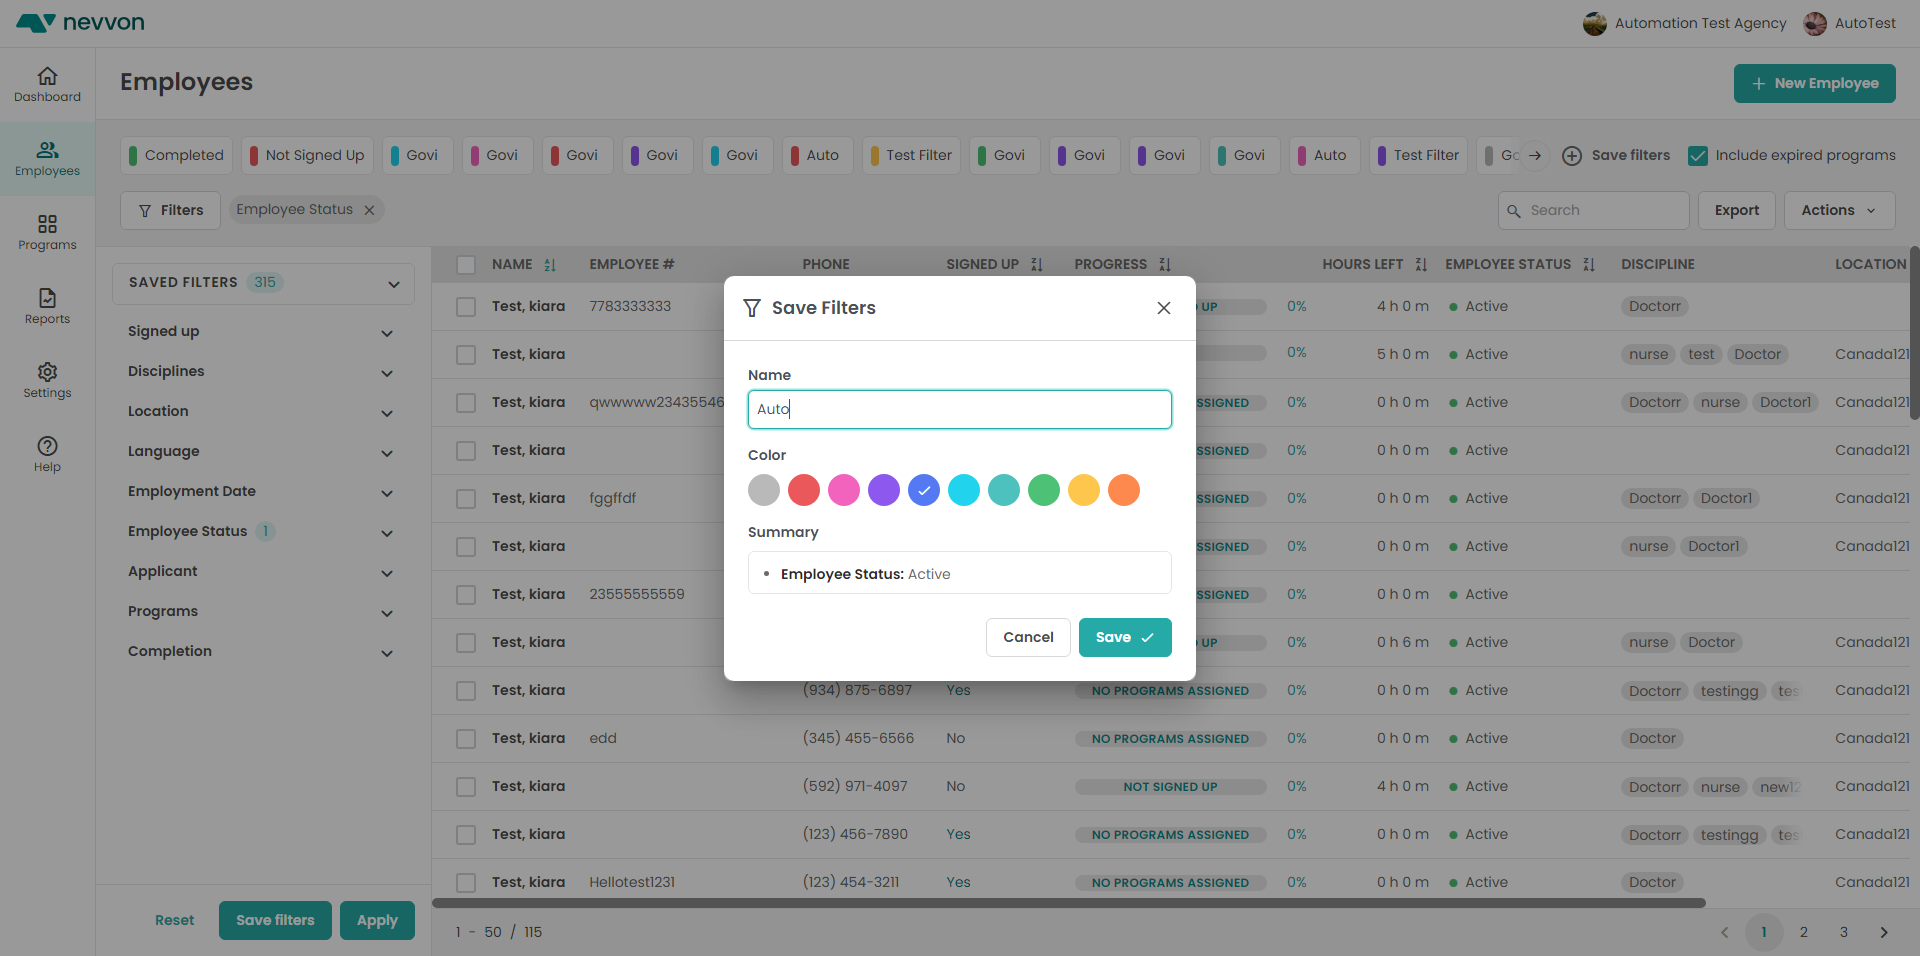 nevvon
Automation Test Agency
AutoTest
Dashboard
Employees
Programs
Reports
Settings
Help
Employees
New Employee
Completed
Not Signed Up
Govi
Govi
Govi
Govi
Govi
Auto
Test Filter
Govi
Govi
Govi
Govi
Auto
Test Filter
Save filters
Include expired programs
Filters
Employee Status
Search
Export
Actions
SAVED FILTERS 315
Signed up
Disciplines
Location
Language
Employment Date
Employee Status 1
Applicant
Programs
Completion
Reset
Save filters
Apply
NAME EMPLOYEE # PHONE SIGNED UP PROGRESS HOURS LEFT EMPLOYEE STATUS DISCIPLINE LOCATION
Test, kiara 7783333333 UP 0% 4 h 0 m Active Doctorr
Test, kiara 0% 5 h 0 m Active nurse test Doctor Canada121
Test, kiara qwwwww23435546 0% 0 h 0 m Active Doctorr nurse Doctor1 Canada121
Test, kiara 0% 0 h 0 m Active Canada121
Test, kiara fggffdf 0% 0 h 0 m Active Doctorr Doctor1 Canada121
Test, kiara 0% 0 h 0 m Active nurse Doctor1 Canada121
Test, kiara 23555555559 0% 0 h 0 m Active
Test, kiara UP 0% 0 h 6 m Active nurse Doctor Canada121
Test, kiara (934) 875-6897 Yes NO PROGRAMS ASSIGNED 0% 0 h 0 m Active Doctorr testingg Canada121
Test, kiara edd (345) 455-6566 No NO PROGRAMS ASSIGNED 0% 0 h 0 m Active Doctor Canada121
Test, kiara (592) 971-4097 No NOT SIGNED UP 0% 4 h 0 m Active Doctorr nurse Canada121
Test, kiara (123) 456-7890 Yes NO PROGRAMS ASSIGNED 0% 0 h 0 m Active Doctorr testingg Canada121
Test, kiara Hellotest1231 (123) 454-3211 Yes NO PROGRAMS ASSIGNED 0% 0 h 0 m Active Doctor Canada121
1 - 50 / 115
1 2 3
Save Filters
Name
Auto
Color
Summary
Employee Status: Active
Cancel
Save